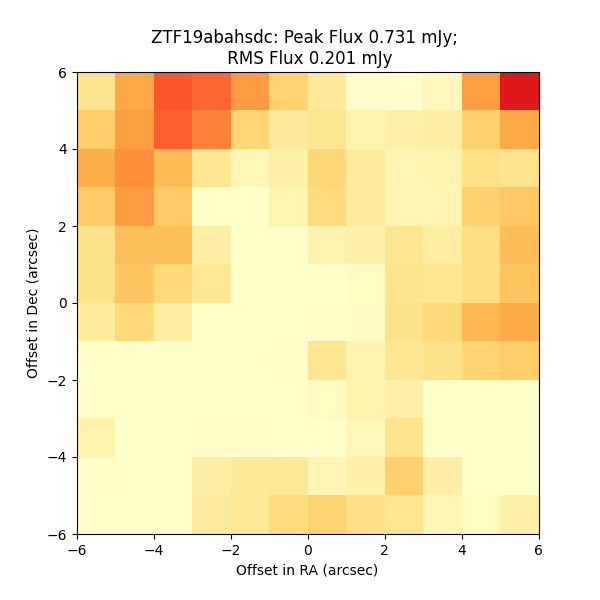 ZTF19abahsdc: Peak Flux 0.731 mJy;
RMS Flux 0.201 mJy
6
4
2
0
−2
−4
−6
Offset in Dec (arcsec)
−6 −4 −2 0 2 4 6
Offset in RA (arcsec)